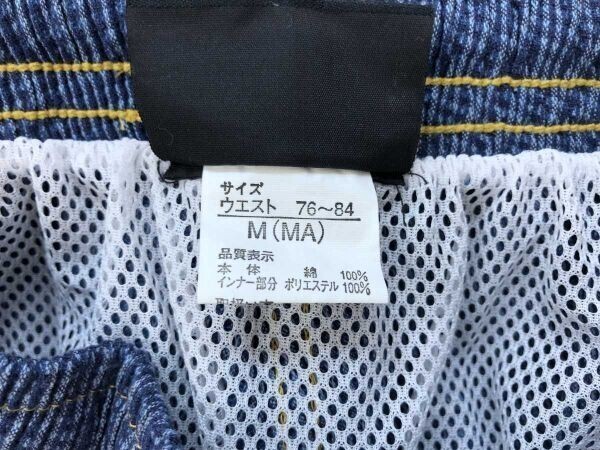 サイズ
ウエスト 76〜84
M(MA)
品質表示
本体 綿 100%
インナー部分 ポリエステル 100%